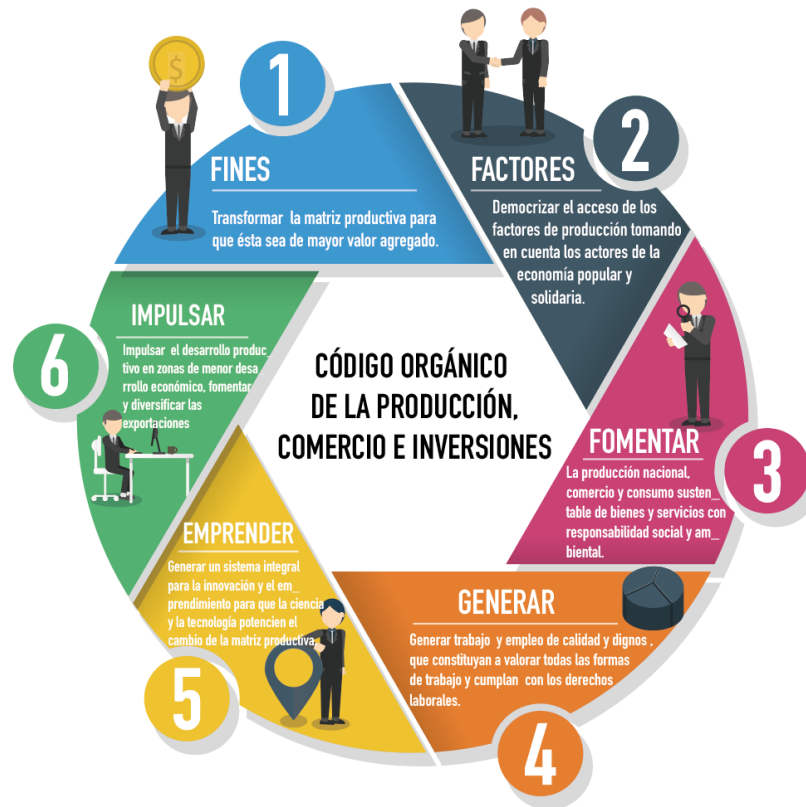 1
FINES
Transformar la matriz productiva para
que ésta sea de mayor valor agregado.
2
FACTORES
Democrizar el acceso de los
factores de producción tomando
en cuenta los actores de la
economía popular y
solidaria.
3
FOMENTAR
La producción nacional,
comercio y consumo susten_
table de bienes y servicios con
responsabilidad social y am_
biental.
4
GENERAR
Generar trabajo y empleo de calidad y dignos ,
que constituyan a valorar todas las formas
de trabajo y cumplan con los derechos
laborales.
5
EMPRENDER
Generar un sistema integral
para la innovación y el em_
prendimiento para que la ciencia
y la tecnología potencien el
cambio de la matriz productiva.
6
IMPULSAR
Impulsar el desarrollo produc_
tivo en zonas de menor desa_
rrollo económico, fomentar
y diversificar las
exportaciones
CÓDIGO ORGÁNICO
DE LA PRODUCCIÓN,
COMERCIO E INVERSIONES
$